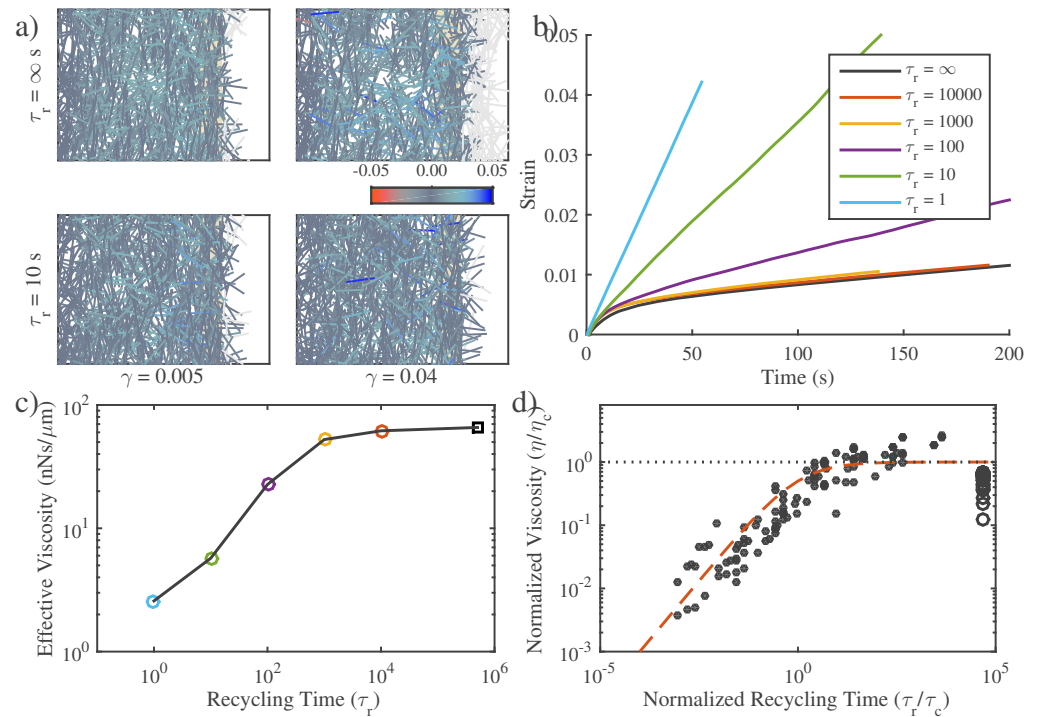 a)
τr = ∞ s
-0.05 0.00 0.05
τr = 10 s
γ = 0.005
γ = 0.04
b)
Strain
0.05
0.04
0.03
0.02
0.01
0
0 50 100 150 200
Time (s)
τr = ∞
τr = 10000
τr = 1000
τr = 100
τr = 10
τr = 1
c)
Effective Viscosity (nNs/μm)
10^2
10^1
10^0
10^0 10^2 10^4 10^6
Recycling Time (τr)
d)
Normalized Viscosity (η/ηc)
10^0
10^-1
10^-2
10^-3
10^-5 10^0 10^5
Normalized Recycling Time (τr/τc)